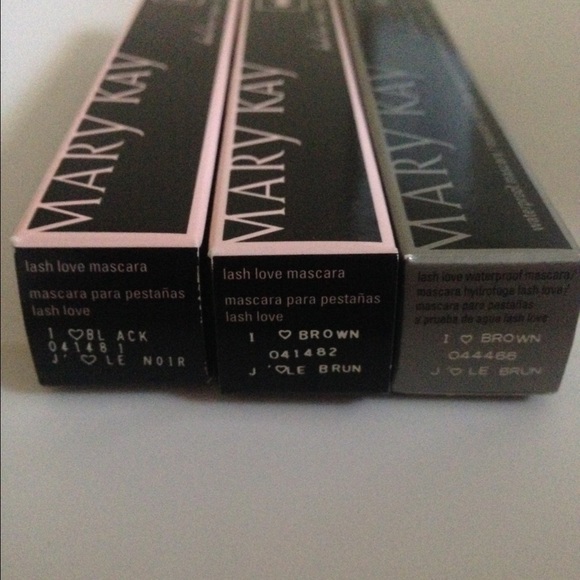 MARY KAY
lash love mascara
mascara para pestañas
lash love
I ♡BL ACK
041481
J' ♡ LE NOIR
MARY KAY
lash love mascara
mascara para pestañas
lash love
I ♡ BROWN
041482
J '♡LE BRUN
MARY KAY
lash love waterproof mascara/
mascara hydrofuge lash love/
mascara para pestañas
a prueba de agua lash love
I ♡ BROWN
044466
J '♡ LE BRUN